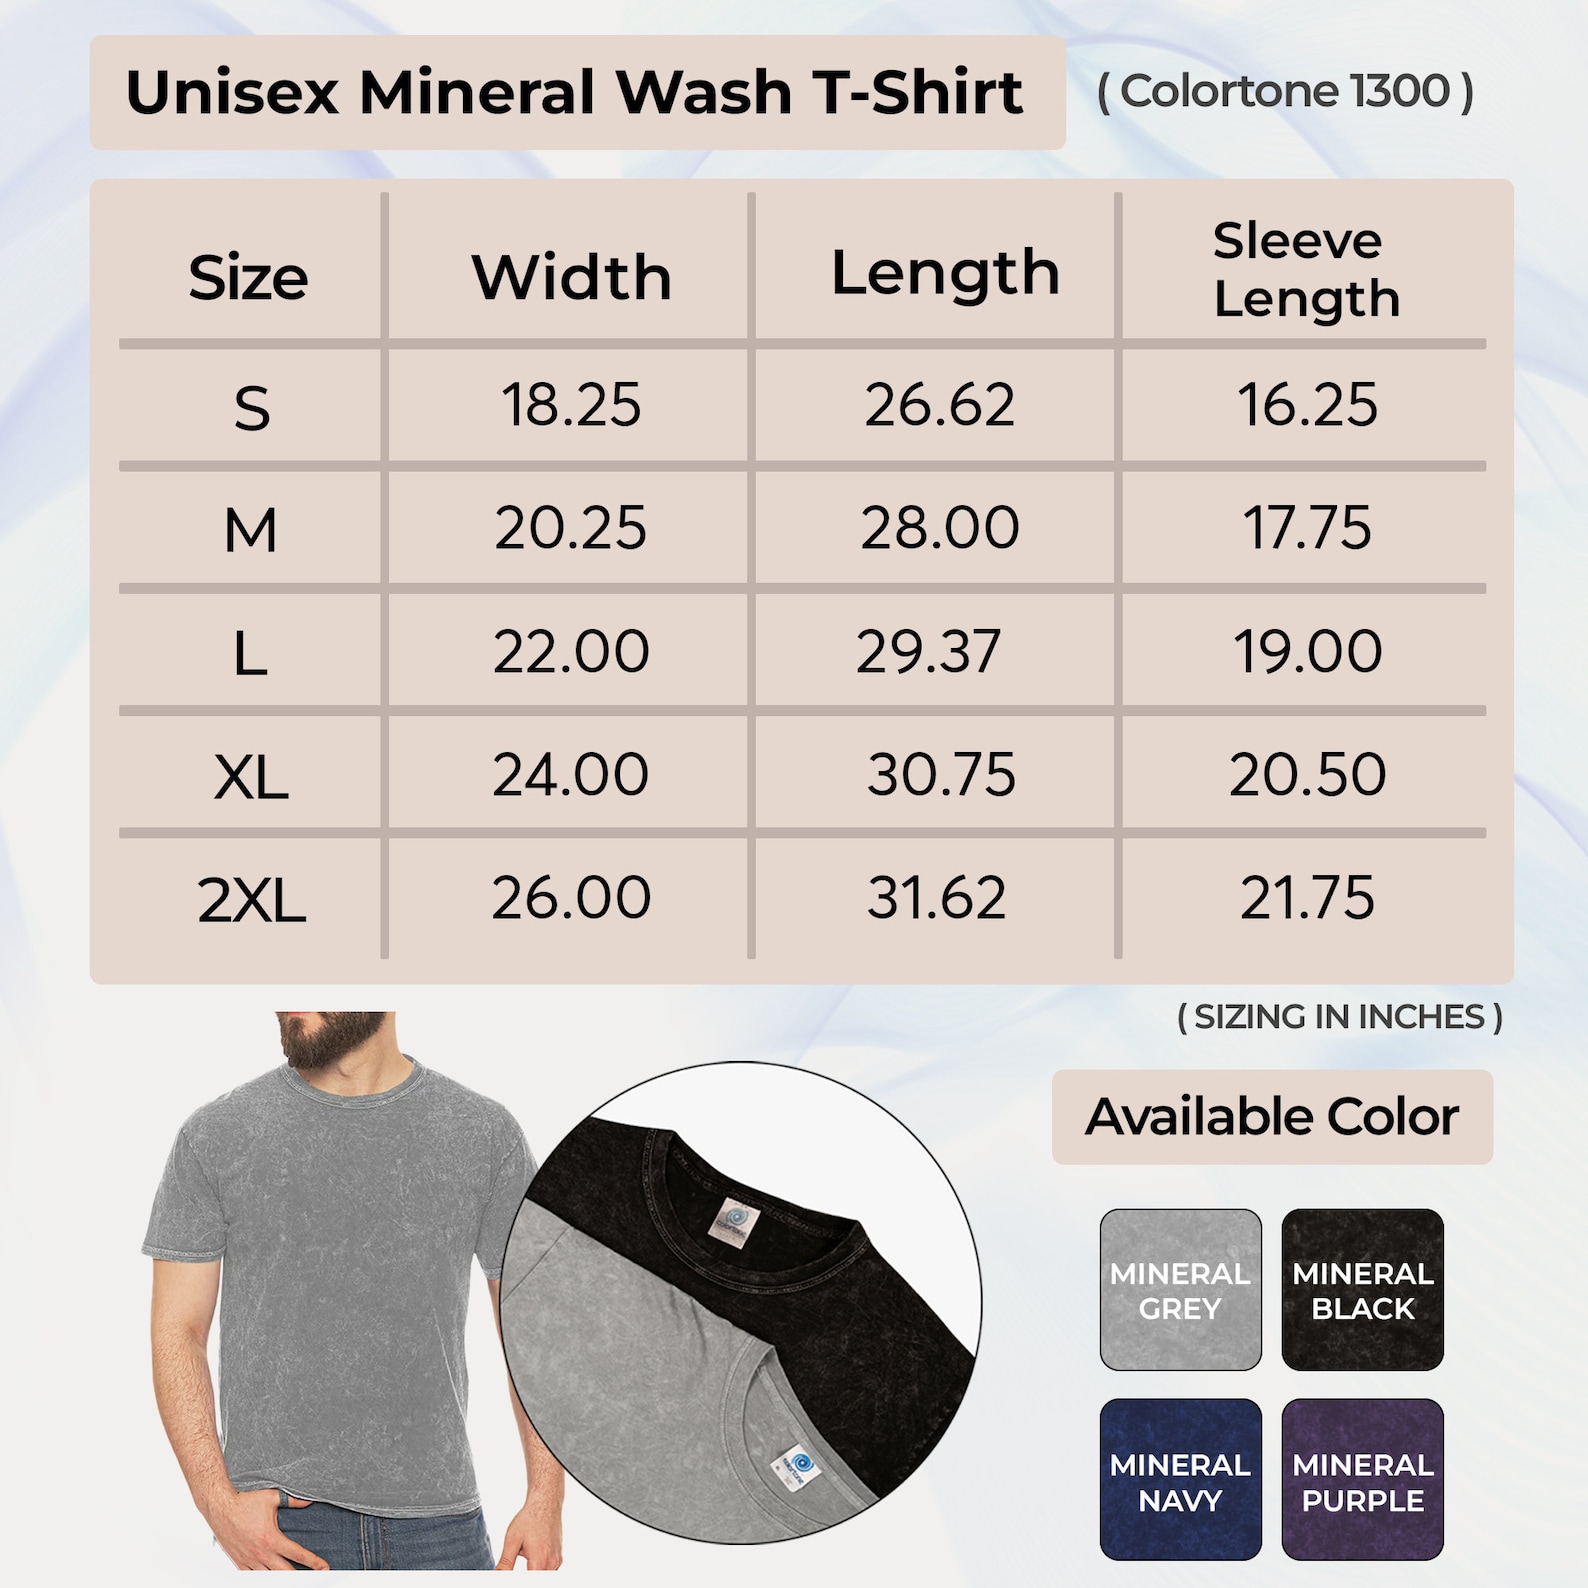 Unisex Mineral Wash T-Shirt
( Colortone 1300 )
Size Width Length Sleeve Length
S 18.25 26.62 16.25
M 20.25 28.00 17.75
L 22.00 29.37 19.00
XL 24.00 30.75 20.50
2XL 26.00 31.62 21.75
( SIZING IN INCHES )
Available Color
colortone
colortone
MINERAL
GREY
MINERAL
BLACK
MINERAL
NAVY
MINERAL
PURPLE